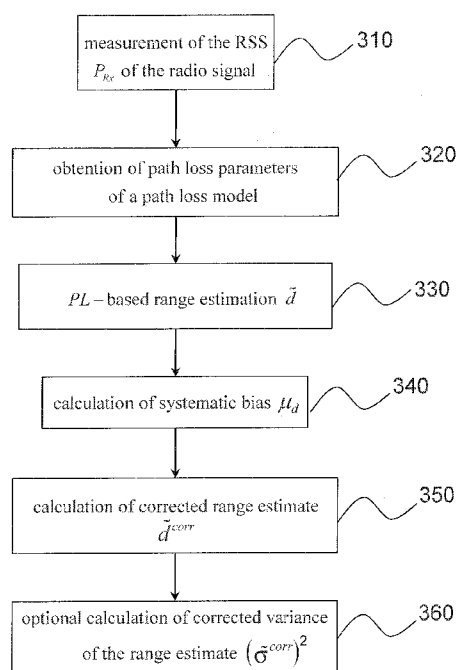 measurement of the RSS
P_{Rx} of the radio signal
310
obtention of path loss parameters
of a path loss model
320
PL – based range estimation d̃
330
calculation of systematic bias μ_d
340
calculation of corrected range estimate
d̃^{corr}
350
optional calculation of corrected variance
of the range estimate (σ̃^{corr})²
360